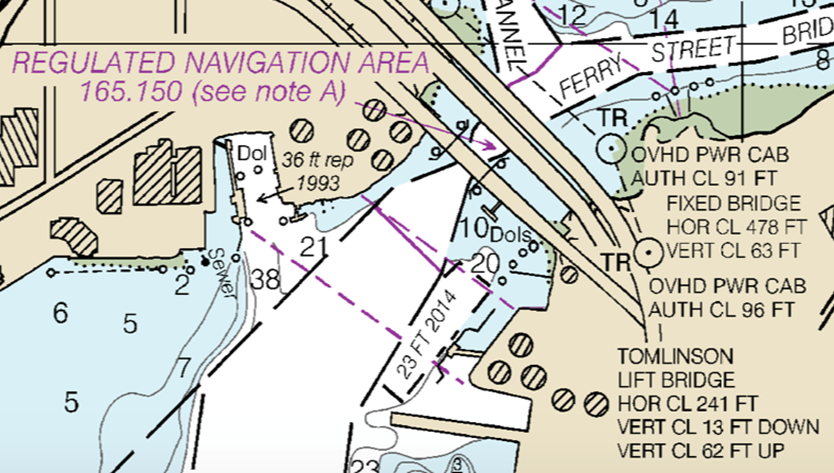 ANNEL
12
14
FERRY STREET BRID
8
REGULATED NAVIGATION AREA
165.150 (see note A)
TR
Dol
36 ft rep
1993
OVHD PWR CAB
AUTH CL 91 FT
FIXED BRIDGE
HOR CL 478 FT
VERT CL 63 FT
10
Dols
21
TR
20
Sewer
38
2
OVHD PWR CAB
AUTH CL 96 FT
6
5
23 FT 2014
7
TOMLINSON
LIFT BRIDGE
HOR CL 241 FT
VERT CL 13 FT DOWN
VERT CL 62 FT UP
5
23
3